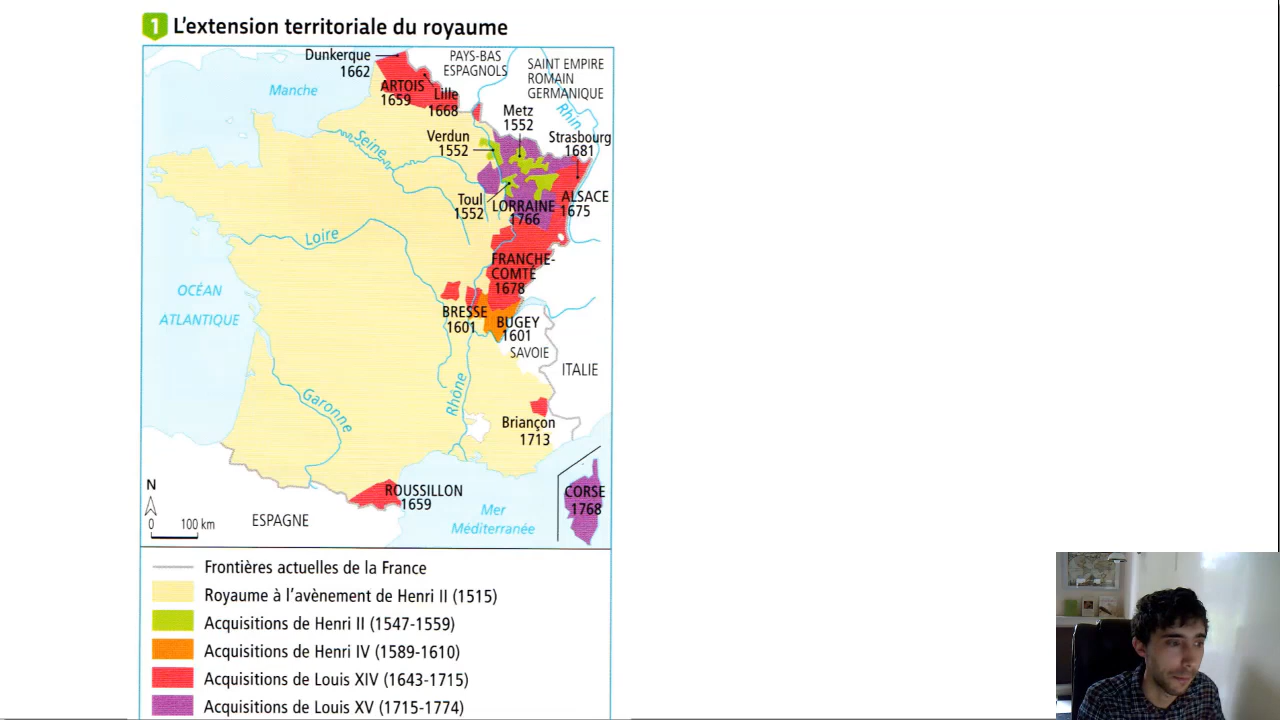 1 L'extension territoriale du royaume
Dunkerque
1662
PAYS-BAS
ESPAGNOLS
SAINT EMPIRE
ROMAIN
GERMANIQUE
Manche
ARTOIS
1659
Lille
1668
Metz
1552
Rhin
Verdun
1552
Strasbourg
1681
Seine
Toul
1552
LORRAINE
1766
ALSACE
1675
Loire
FRANCHE-
COMTÉ
1678
OCÉAN
ATLANTIQUE
BRESSE
1601
BUGEY
1601
SAVOIE
ITALIE
Garonne
Rhône
Briançon
1713
N
0 100 km
ESPAGNE
ROUSSILLON
1659
Mer
Méditerranée
CORSE
1768
Frontières actuelles de la France
Royaume à l'avènement de Henri II (1515)
Acquisitions de Henri II (1547-1559)
Acquisitions de Henri IV (1589-1610)
Acquisitions de Louis XIV (1643-1715)
Acquisitions de Louis XV (1715-1774)